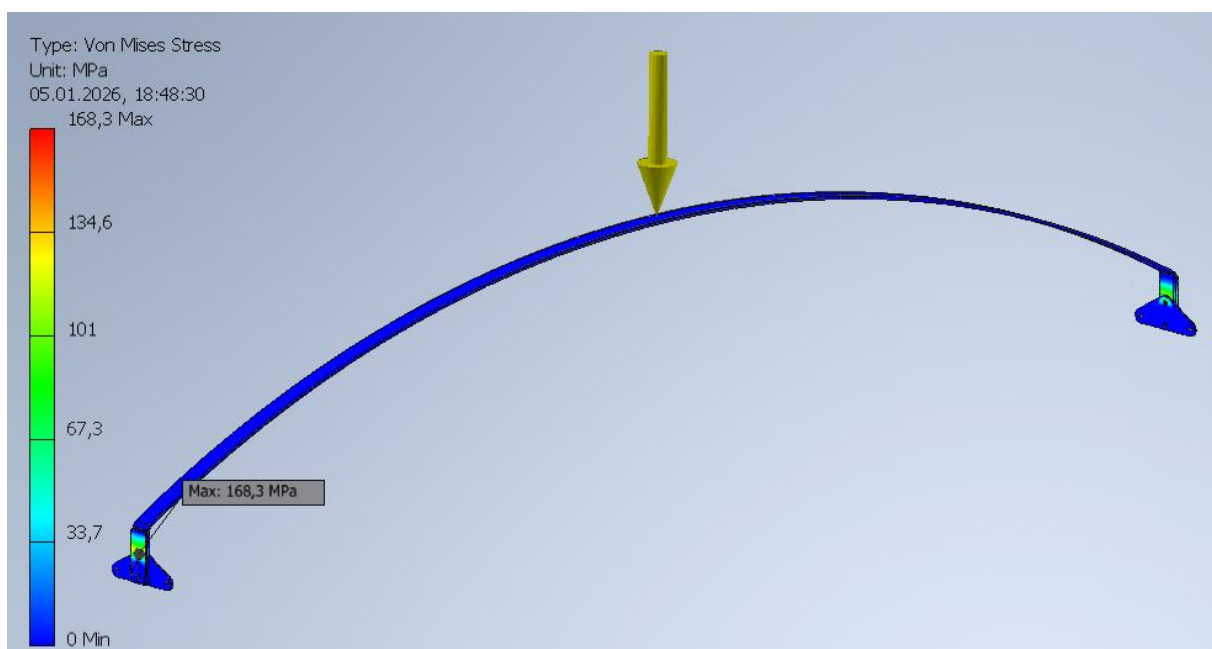 Type: Von Mises Stress
Unit: MPa
05.01.2026, 18:48:30
168,3 Max
134,6
101
67,3
Max: 168,3 MPa
33,7
0 Min